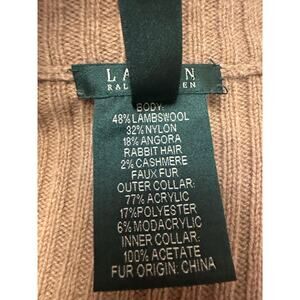 BODY:
48% LAMBSWOOL
32% NYLON
18% ANGORA
RABBIT HAIR
2% CASHMERE
FAUX FUR
OUTER COLLAR:
77% ACRYLIC
17%POLYESTER
6% MODACRYLIC
INNER COLLAR:
100% ACETATE
FUR ORIGIN: CHINA